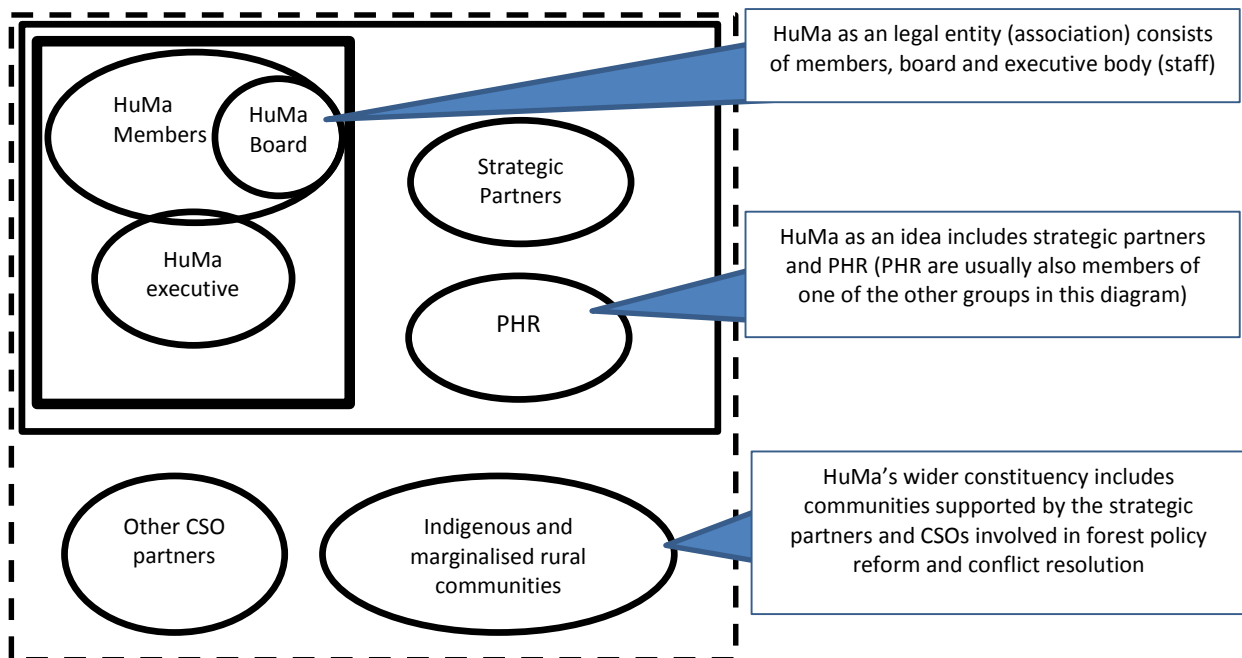 HuMa
Members
HuMa
Board
HuMa
executive
Strategic
Partners
PHR
Other CSO
partners
Indigenous and
marginalised rural
communities
HuMa as an legal entity (association) consists
of members, board and executive body (staff)
HuMa as an idea includes strategic partners
and PHR (PHR are usually also members of
one of the other groups in this diagram)
HuMa’s wider constituency includes
communities supported by the strategic
partners and CSOs involved in forest policy
reform and conflict resolution